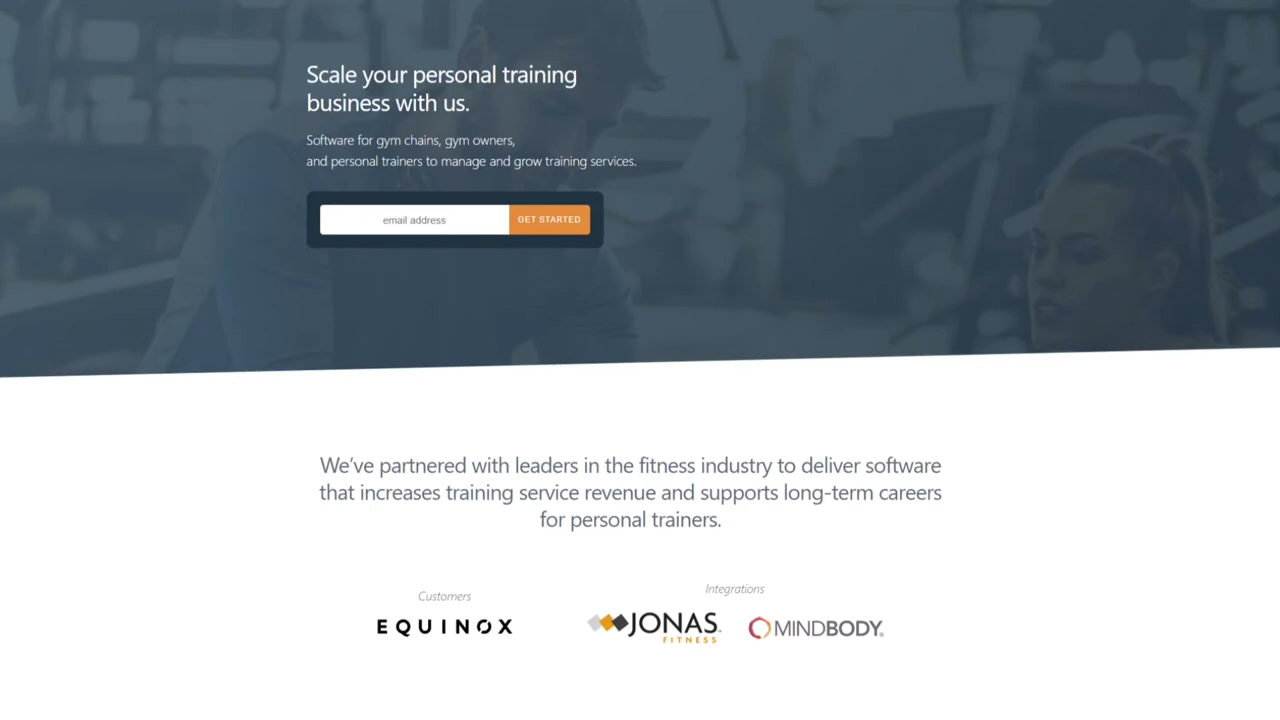 Scale your personal training
business with us.
Software for gym chains, gym owners,
and personal trainers to manage and grow training services.
email address
GET STARTED
We've partnered with leaders in the fitness industry to deliver software
that increases training service revenue and supports long-term careers
for personal trainers.
Customers
EQUINOX
Integrations
JONAS
FITNESS
MINDBODY®